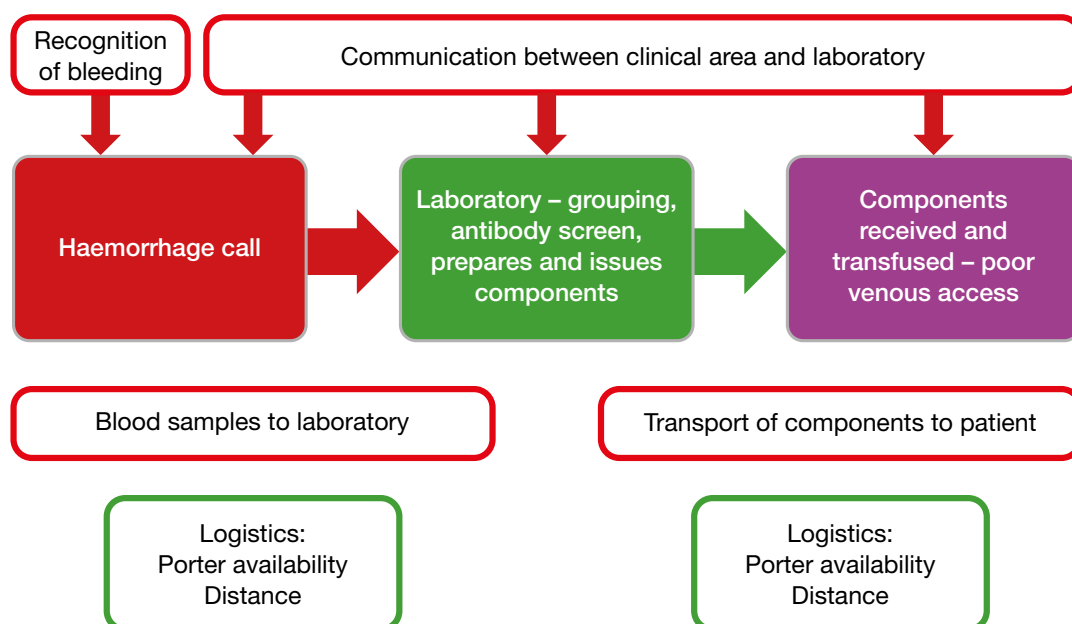 Recognition
of bleeding
Communication between clinical area and laboratory
Haemorrhage call
Laboratory – grouping,
antibody screen,
prepares and issues
components
Components
received and
transfused – poor
venous access
Blood samples to laboratory
Transport of components to patient
Logistics:
Porter availability
Distance
Logistics:
Porter availability
Distance